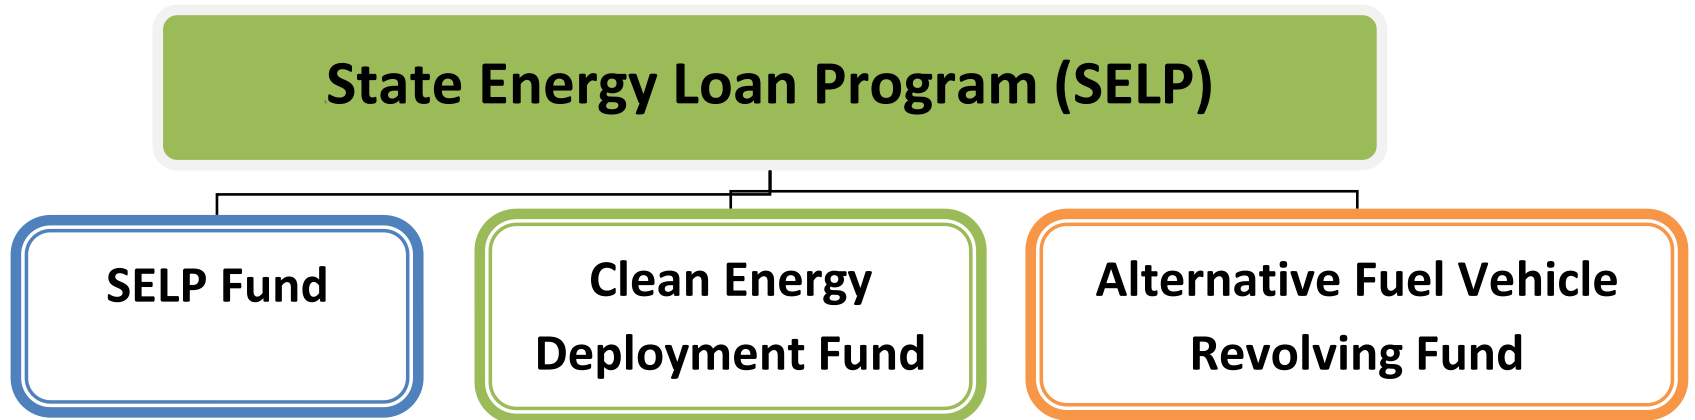 State Energy Loan Program (SELP)
SELP Fund
Clean Energy
Deployment Fund
Alternative Fuel Vehicle
Revolving Fund